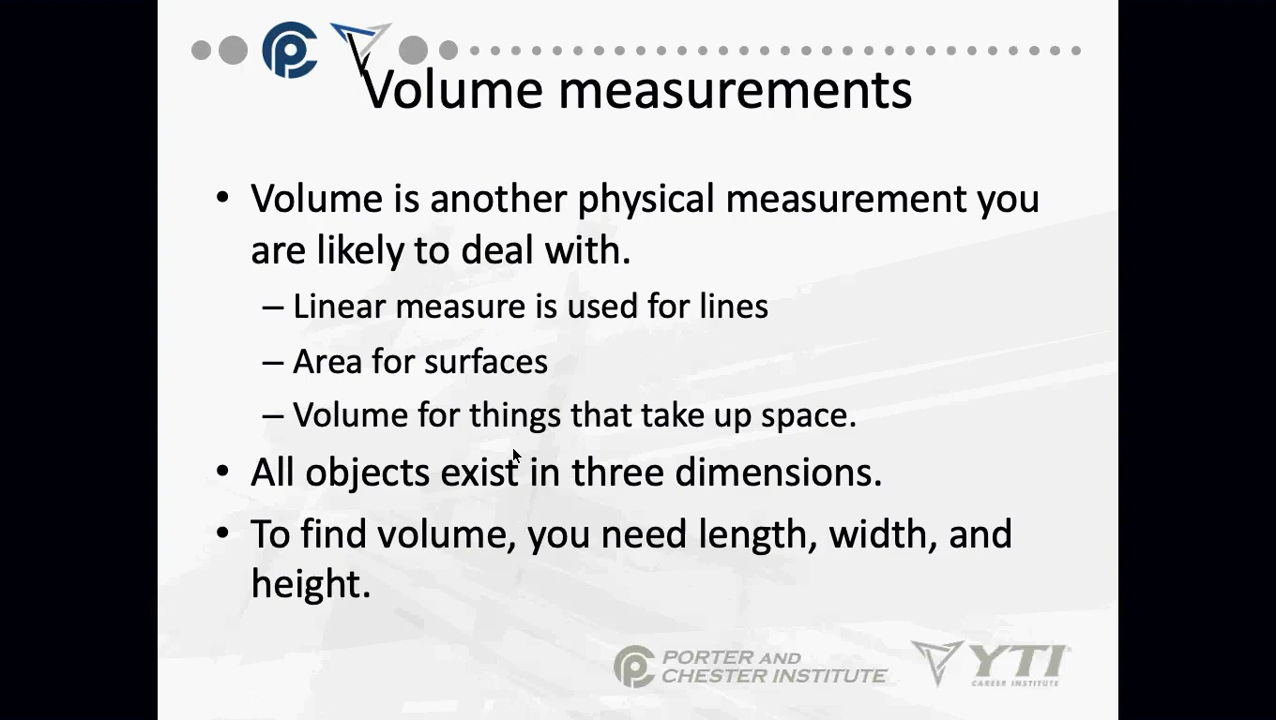 Volume measurements
• Volume is another physical measurement you
are likely to deal with.
– Linear measure is used for lines
– Area for surfaces
– Volume for things that take up space.
• All objects exist in three dimensions.
• To find volume, you need length, width, and
height.
PORTER AND
CHESTER INSTITUTE
YTI
CAREER INSTITUTE